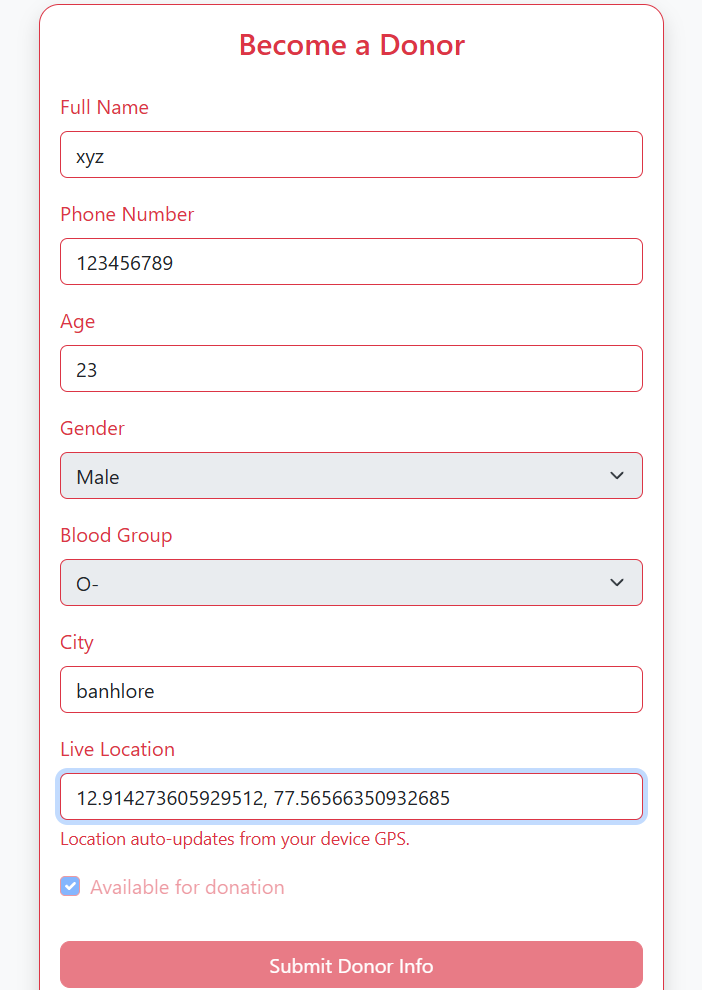 Become a Donor
Full Name
xyz
Phone Number
123456789
Age
23
Gender
Male
Blood Group
O-
City
banhlore
Live Location
12.914273605929512, 77.56566350932685
Location auto-updates from your device GPS.
Available for donation
Submit Donor Info